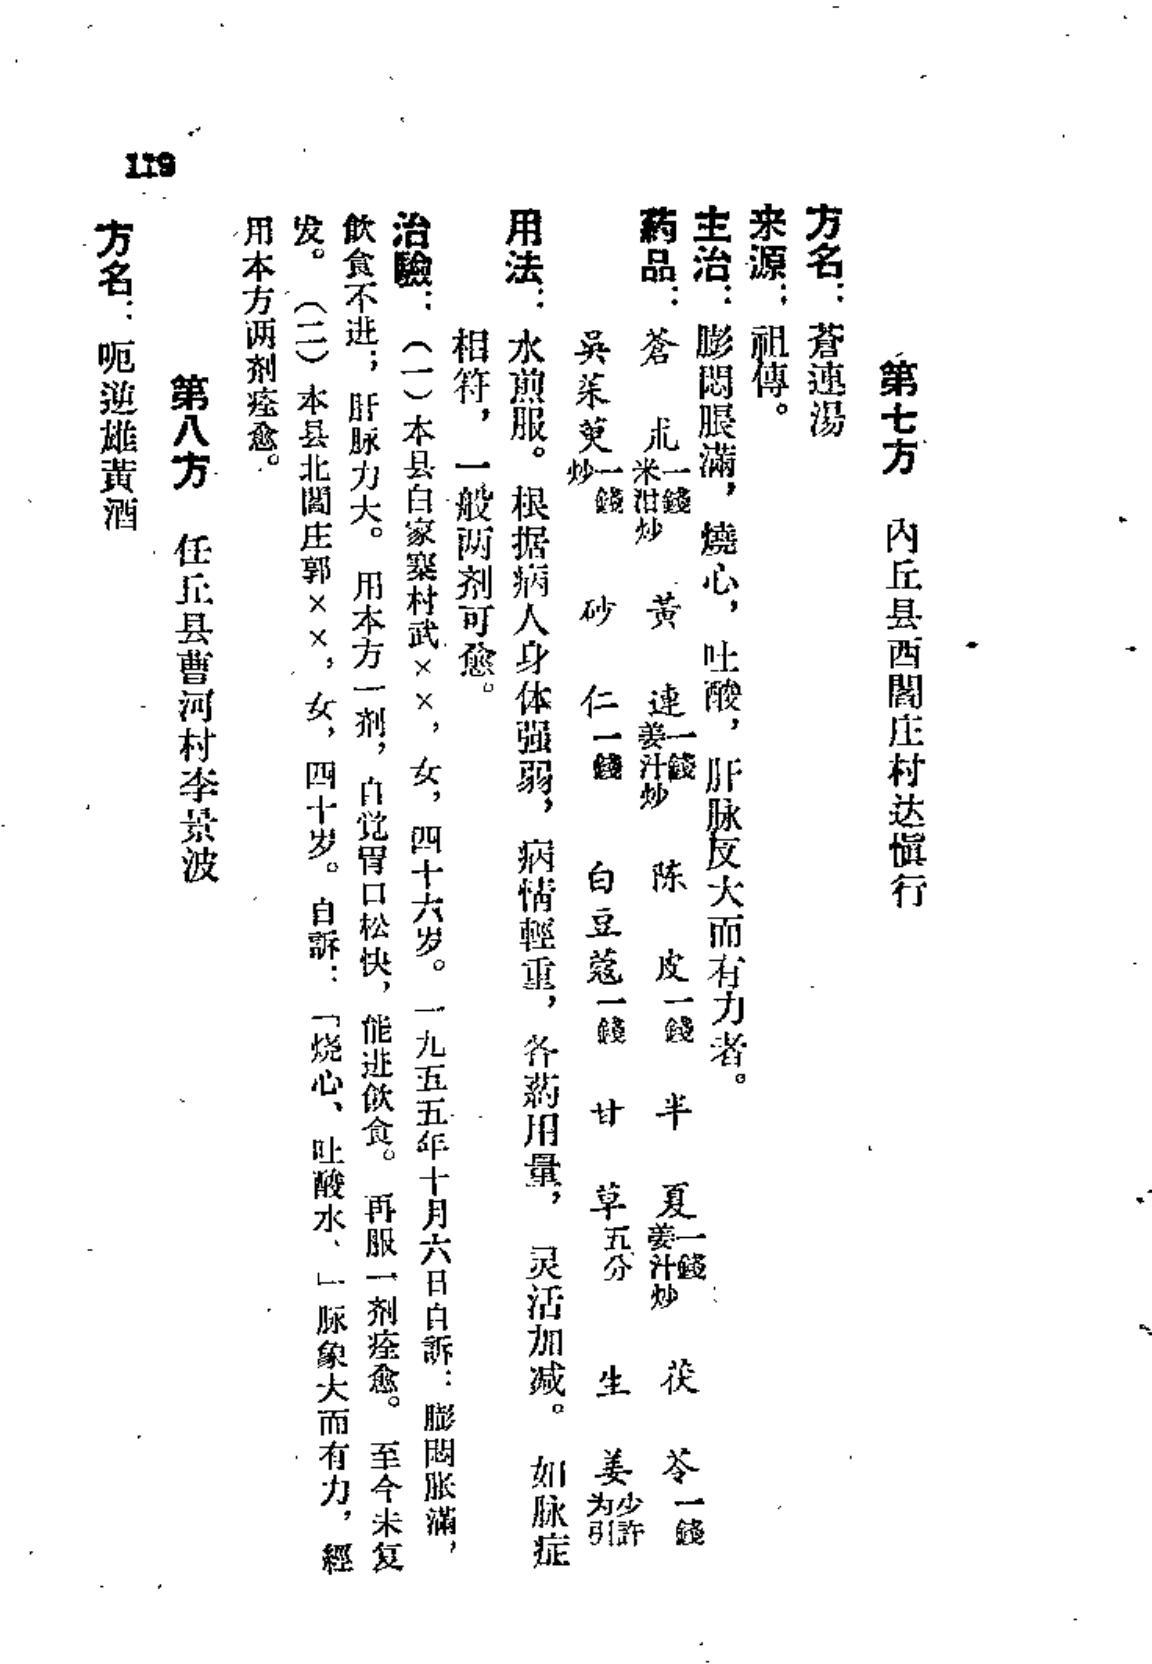 第七方　內丘县西閻庄村达愼行
方名：蒼連湯
来源：祖傳。
主治：膨悶脹滿，燒心，吐酸，肝脉反大而有力者。
葯品：蒼朮一錢米泔炒　黃連一錢姜汁炒　陈皮一錢　半夏一錢姜汁炒　茯苓一錢
吳茱萸一錢炒　砂仁一錢　白豆蔻一錢　甘草五分　生姜少許为引
用法：水煎服。根据病人身体强弱，病情輕重，各葯用量，灵活加减。如脉症
相符，一般两剂可愈。
治驗：（一）本县白家寨村武××，女，四十六岁。一九五五年十月六日自訴：膨悶脹滿，
飲食不进；肝脉力大。用本方一剂，自觉胃口松快，能进飲食。再服一剂痊愈。至今未复
发。（二）本县北閻庄郭××，女，四十岁。自訴：「烧心、吐酸水、」脉象大而有力，經
用本方两剂痊愈。
第八方　任丘县曹河村李景波
方名：呃逆雄黃酒
119